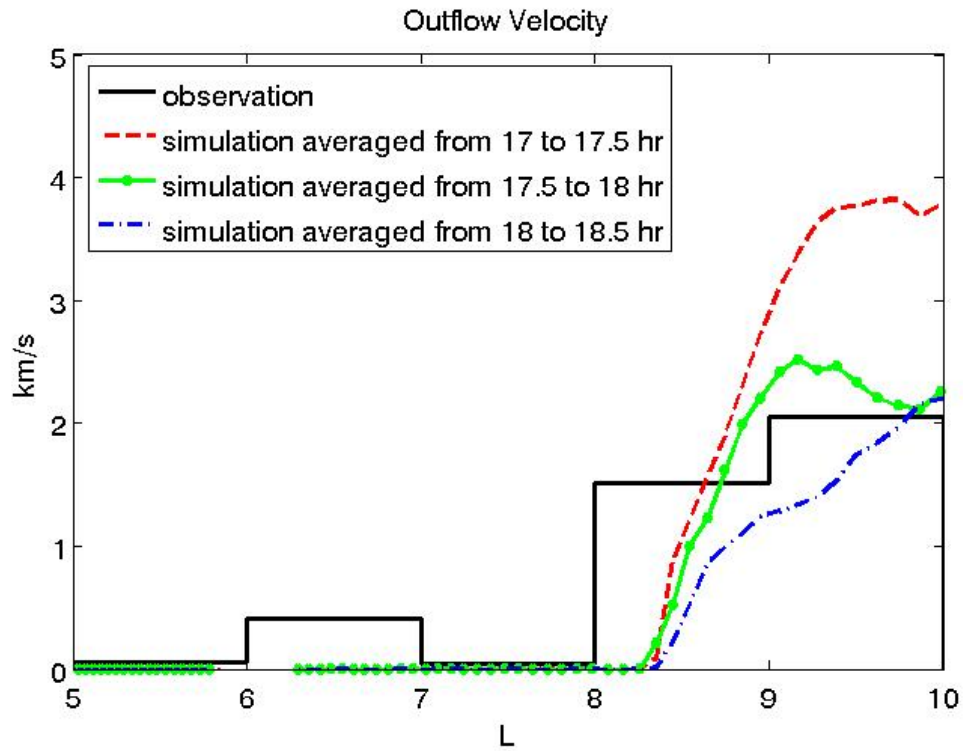 Outflow Velocity
5
observation
simulation averaged from 17 to 17.5 hr
simulation averaged from 17.5 to 18 hr
simulation averaged from 18 to 18.5 hr
4
3
km/s
2
1
0
5 6 7 8 9 10
L